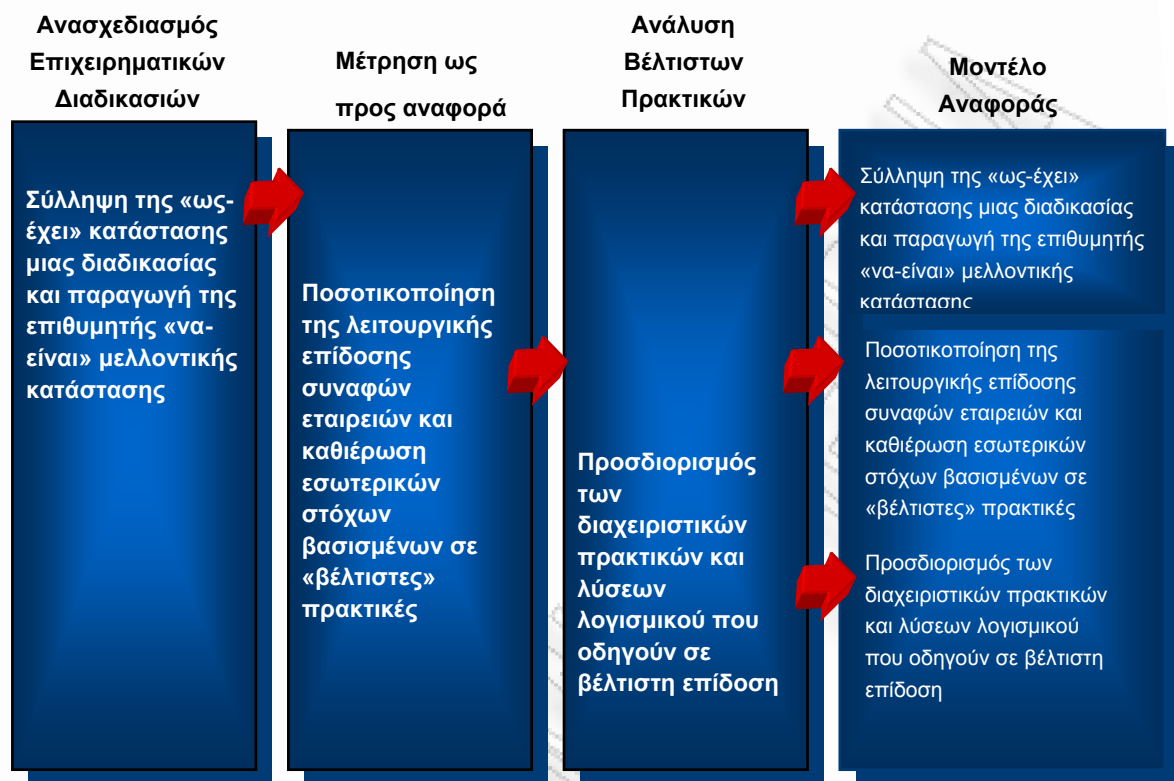 Ανασχεδιασμός
Επιχειρηματικών
Διαδικασιών
Μέτρηση ως
προς αναφορά
Ανάλυση
Βέλτιστων
Πρακτικών
Μοντέλο
Αναφοράς
Σύλληψη της «ως-
έχει» κατάστασης
μιας διαδικασίας
και παραγωγή της
επιθυμητής «να-
είναι» μελλοντικής
κατάστασης
Ποσοτικοποίηση
της λειτουργικής
επίδοσης
συναφών
εταιρειών και
καθιέρωση
εσωτερικών
στόχων
βασισμένων σε
«βέλτιστες»
πρακτικές
Προσδιορισμός
των
διαχειριστικών
πρακτικών και
λύσεων
λογισμικού που
οδηγούν σε
βέλτιστη επίδοση
Σύλληψη της «ως-έχει»
κατάστασης μιας διαδικασίας
και παραγωγή της επιθυμητής
«να-είναι» μελλοντικής
κατάστασης
Ποσοτικοποίηση της
λειτουργικής επίδοσης
συναφών εταιρειών και
καθιέρωση εσωτερικών
στόχων βασισμένων σε
«βέλτιστες» πρακτικές
Προσδιορισμός των
διαχειριστικών πρακτικών
και λύσεων λογισμικού
που οδηγούν σε βέλτιστη
επίδοση